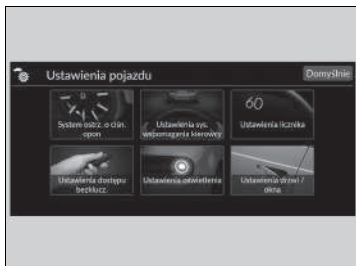 Ustawienia pojazdu
Domyślnie
System ostrz. o ciśn.
opon
Ustawienia sys.
wspomagania kierowcy
60
Ustawienia licznika
Ustawienia dostępu
bezklucz.
Ustawienia oświetlenia
Ustawienia drzwi /
okna